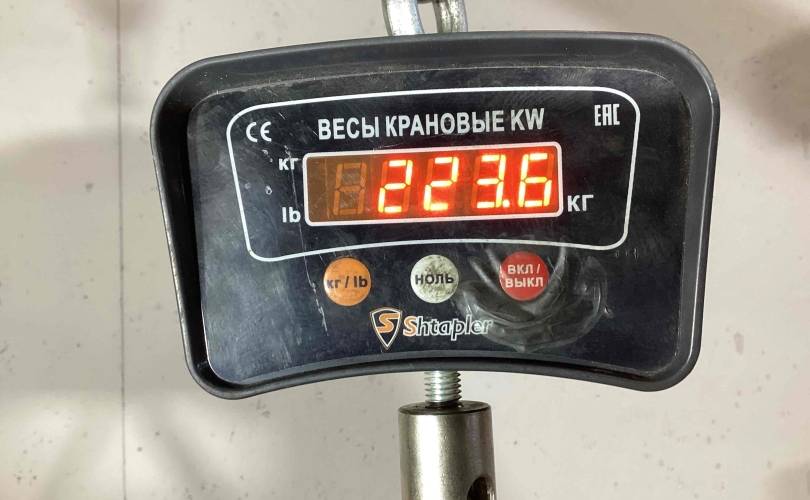 CE ВЕСЫ КРАНОВЫЕ KW EAC
кг
223.6
lb КГ
кг / lb НОЛЬ ВКЛ /
ВЫКЛ
S Shtapler